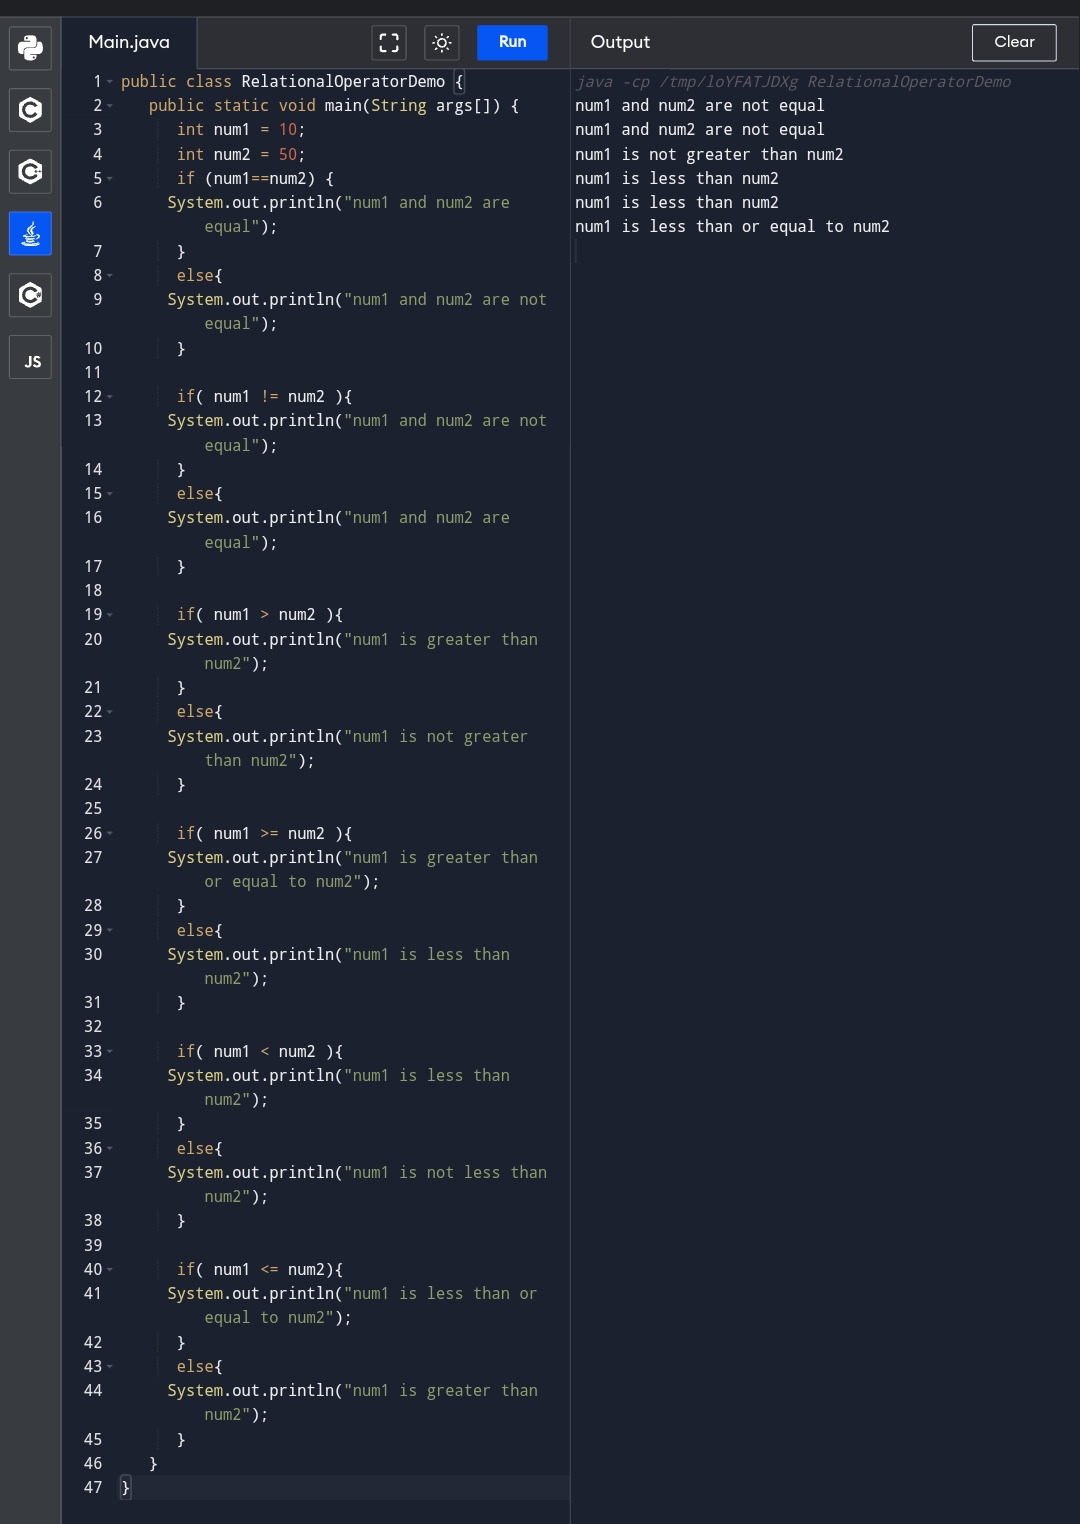 Main.java
Run
Output
Clear
JS
1 public class RelationalOperatorDemo {
2 public static void main(String args[]) {
3 int num1 = 10;
4 int num2 = 50;
5 if (num1==num2) {
6 System.out.println("num1 and num2 are
equal");
7 }
8 else{
9 System.out.println("num1 and num2 are not
equal");
10 }
11
12 if( num1 != num2 ){
13 System.out.println("num1 and num2 are not
equal");
14 }
15 else{
16 System.out.println("num1 and num2 are
equal");
17 }
18
19 if( num1 > num2 ){
20 System.out.println("num1 is greater than
num2");
21 }
22 else{
23 System.out.println("num1 is not greater
than num2");
24 }
25
26 if( num1 >= num2 ){
27 System.out.println("num1 is greater than
or equal to num2");
28 }
29 else{
30 System.out.println("num1 is less than
num2");
31 }
32
33 if( num1 < num2 ){
34 System.out.println("num1 is less than
num2");
35 }
36 else{
37 System.out.println("num1 is not less than
num2");
38 }
39
40 if( num1 <= num2){
41 System.out.println("num1 is less than or
equal to num2");
42 }
43 else{
44 System.out.println("num1 is greater than
num2");
45 }
46 }
47 }
java -cp /tmp/loYFATJDXg RelationalOperatorDemo
num1 and num2 are not equal
num1 and num2 are not equal
num1 is not greater than num2
num1 is less than num2
num1 is less than num2
num1 is less than or equal to num2